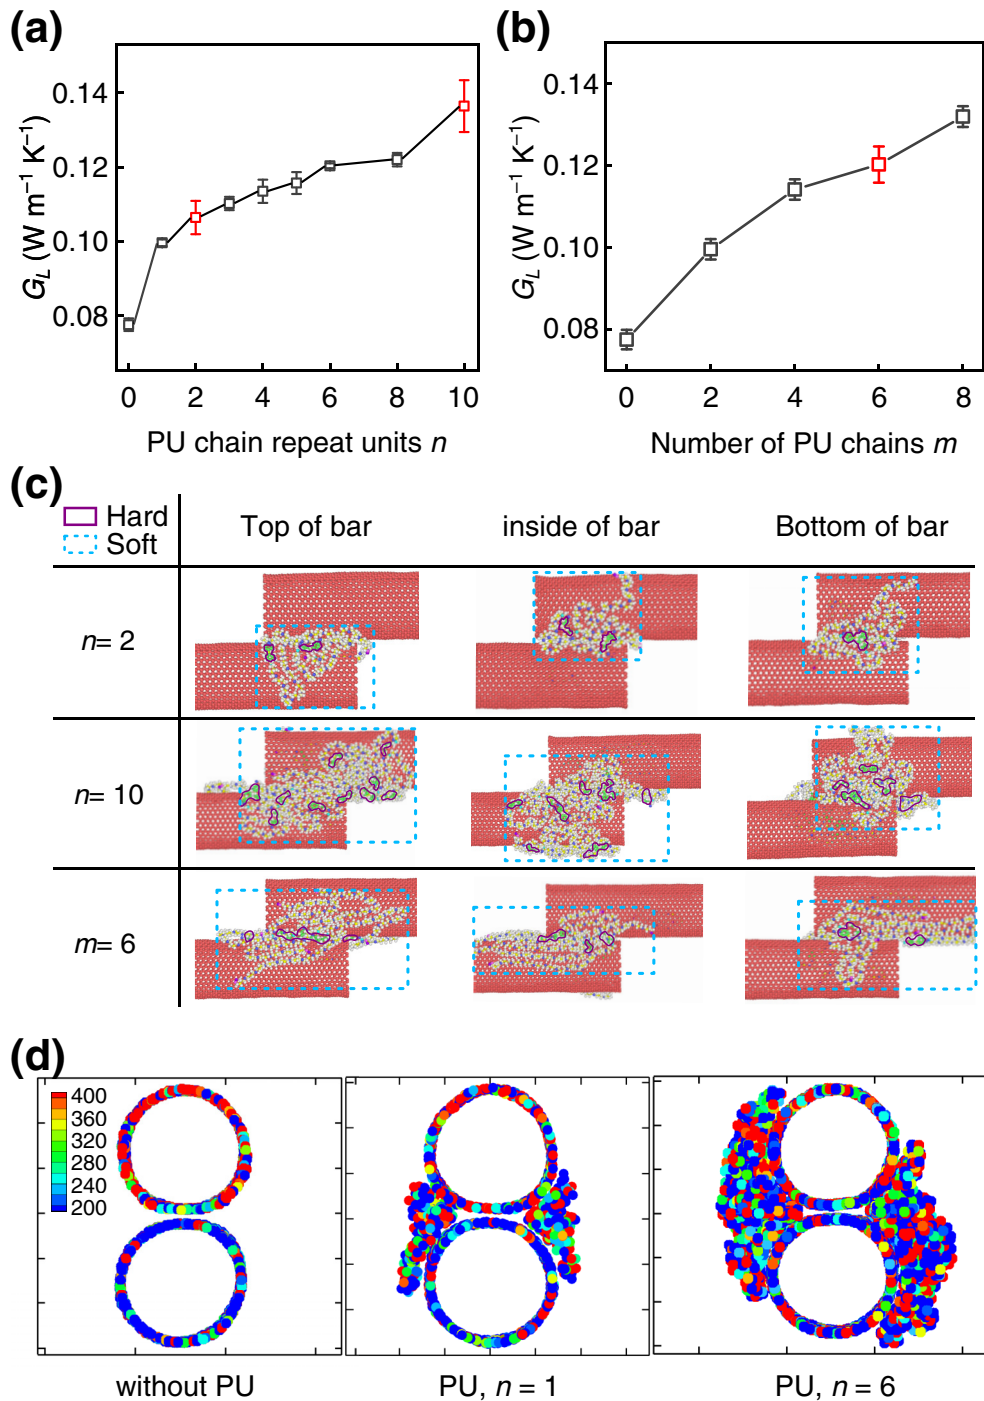 (a)
0.14
0.12
0.10
0.08
G_L (W m⁻¹ K⁻¹)
0 2 4 6 8 10
PU chain repeat units n
(b)
0.14
0.12
0.10
0.08
G_L (W m⁻¹ K⁻¹)
0 2 4 6 8
Number of PU chains m
(c)
Hard
Soft
Top of bar
inside of bar
Bottom of bar
n= 2
n= 10
m= 6
(d)
400
360
320
280
240
200
without PU
PU, n = 1
PU, n = 6